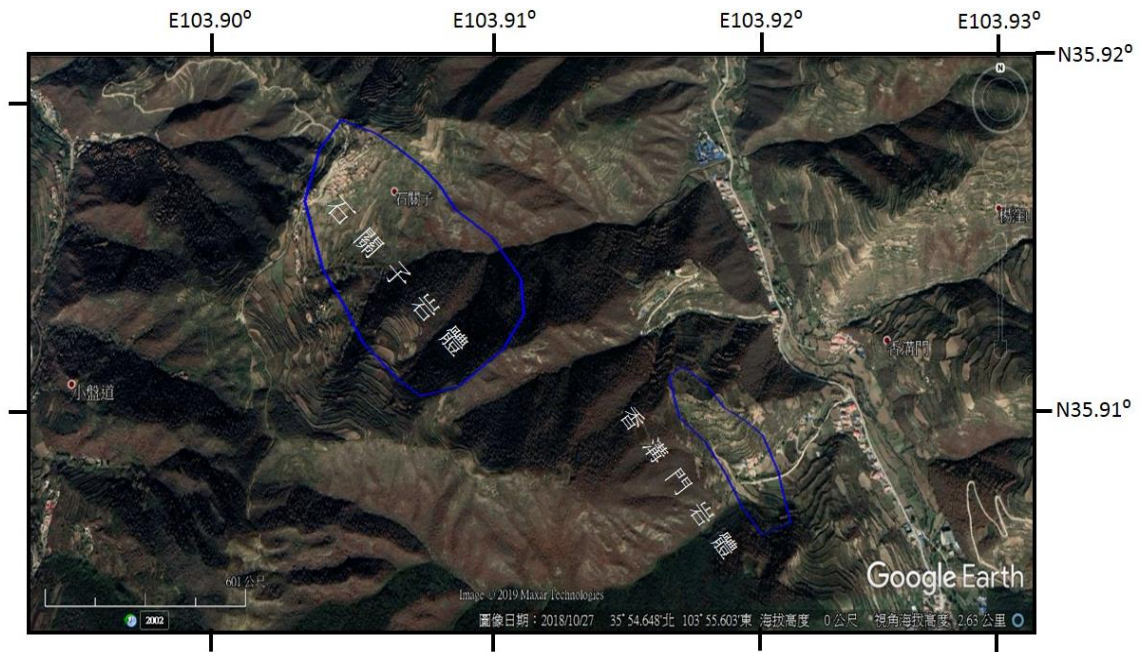 E103.90°
E103.91°
E103.92°
E103.93°
N35.92°
N
石關子
石關子岩體
香溝門
小盤道
N35.91°
香溝門岩體
601 公尺
Google Earth
Image © 2019 Maxar Technologies
2002
圖像日期：2018/10/27 35°54.648'北 103°55.603'東 海拔高度 0 公尺 視角海拔高度 2.63 公里